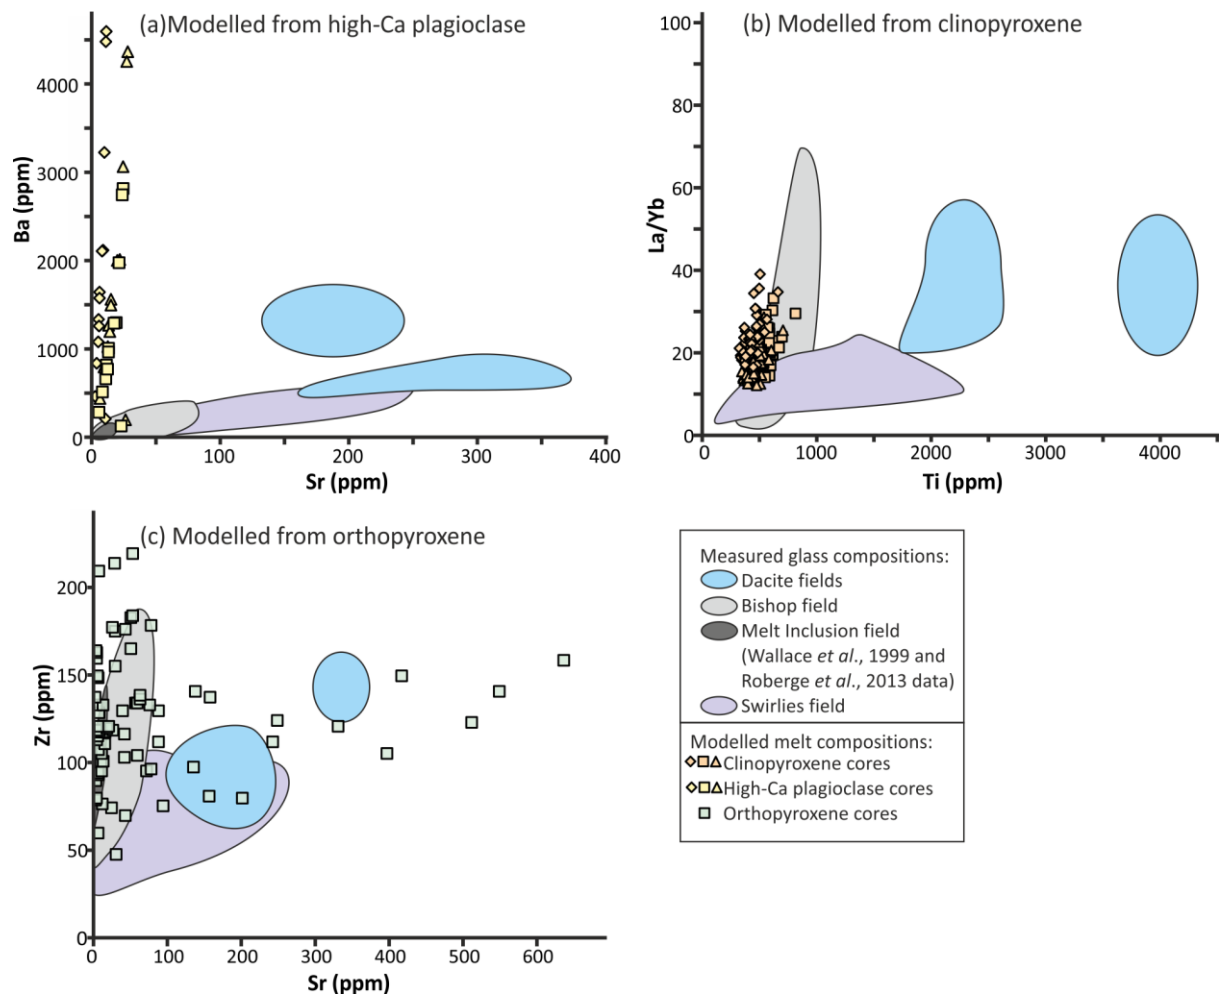 (a)Modelled from high-Ca plagioclase
Ba (ppm)
4000
3000
2000
1000
0
0
100
200
300
400
Sr (ppm)
(b) Modelled from clinopyroxene
La/Yb
100
80
60
40
20
0
0
1000
2000
3000
4000
Ti (ppm)
(c) Modelled from orthopyroxene
Zr (ppm)
200
150
100
50
0
0
100
200
300
400
500
600
Sr (ppm)
Measured glass compositions:
Dacite fields
Bishop field
Melt Inclusion field
(Wallace et al., 1999 and
Roberge et al., 2013 data)
Swirlies field
Modelled melt compositions:
Clinopyroxene cores
High-Ca plagioclase cores
Orthopyroxene cores